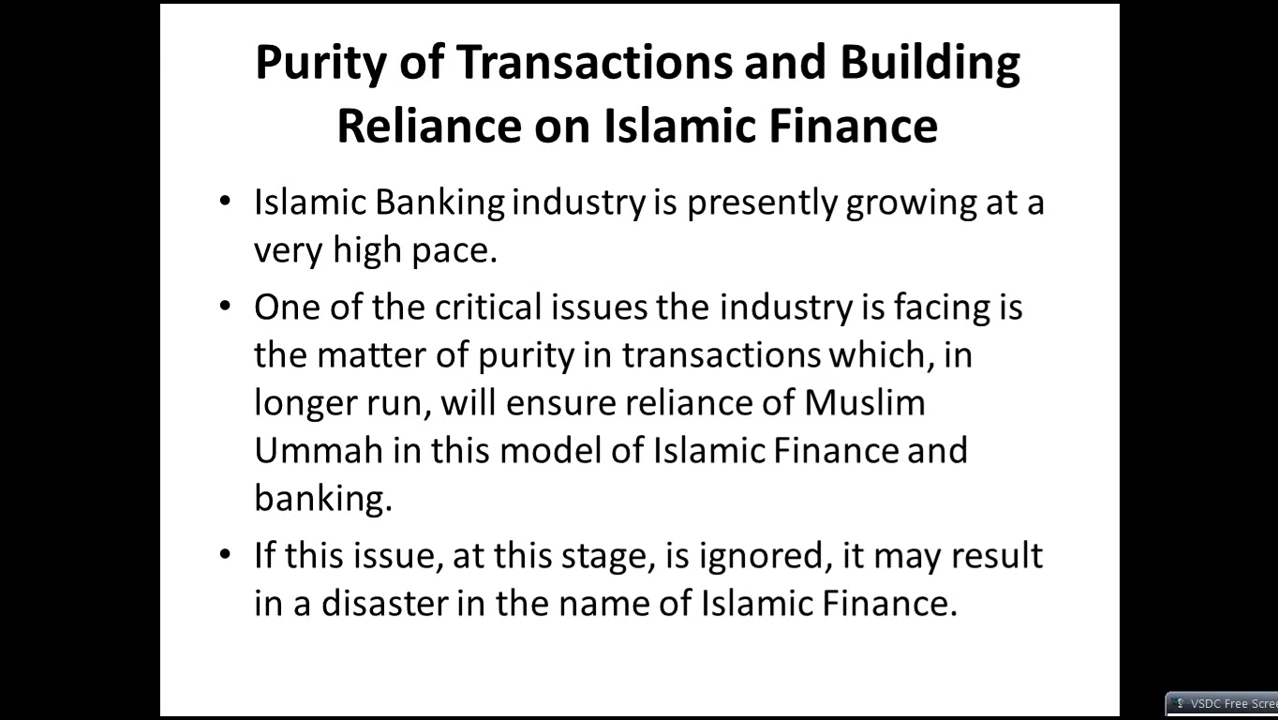 Purity of Transactions and Building
Reliance on Islamic Finance
• Islamic Banking industry is presently growing at a
very high pace.
• One of the critical issues the industry is facing is
the matter of purity in transactions which, in
longer run, will ensure reliance of Muslim
Ummah in this model of Islamic Finance and
banking.
• If this issue, at this stage, is ignored, it may result
in a disaster in the name of Islamic Finance.
VSDC Free Scre